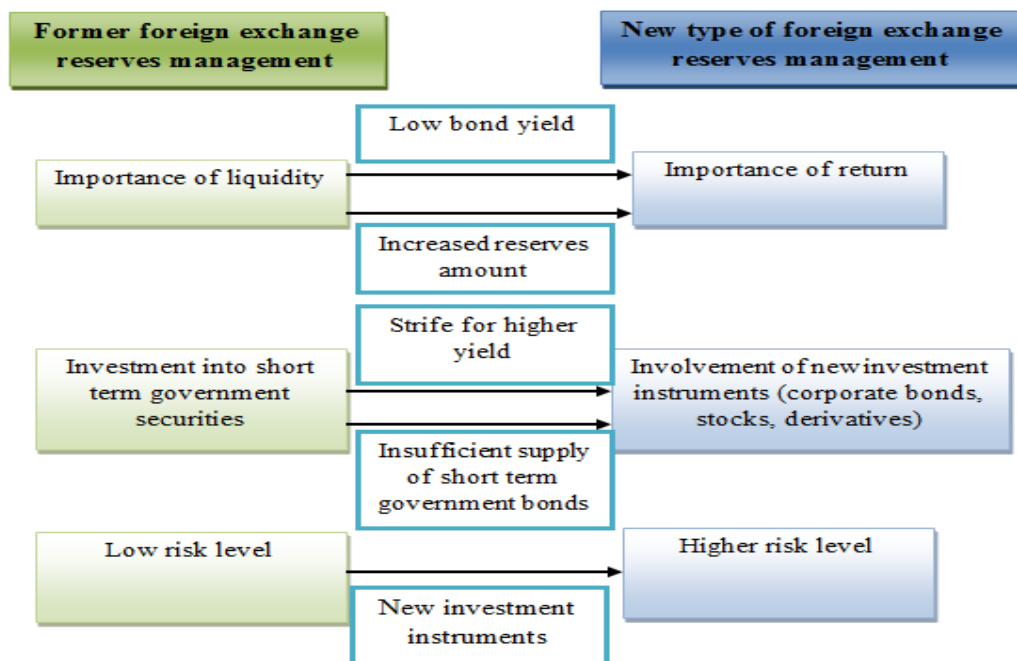 Former foreign exchange
reserves management
New type of foreign exchange
reserves management
Low bond yield
Importance of liquidity
Importance of return
Increased reserves
amount
Strife for higher
yield
Investment into short
term government
securities
Involvement of new investment
instruments (corporate bonds,
stocks, derivatives)
Insufficient supply
of short term
government bonds
Low risk level
Higher risk level
New investment
instruments